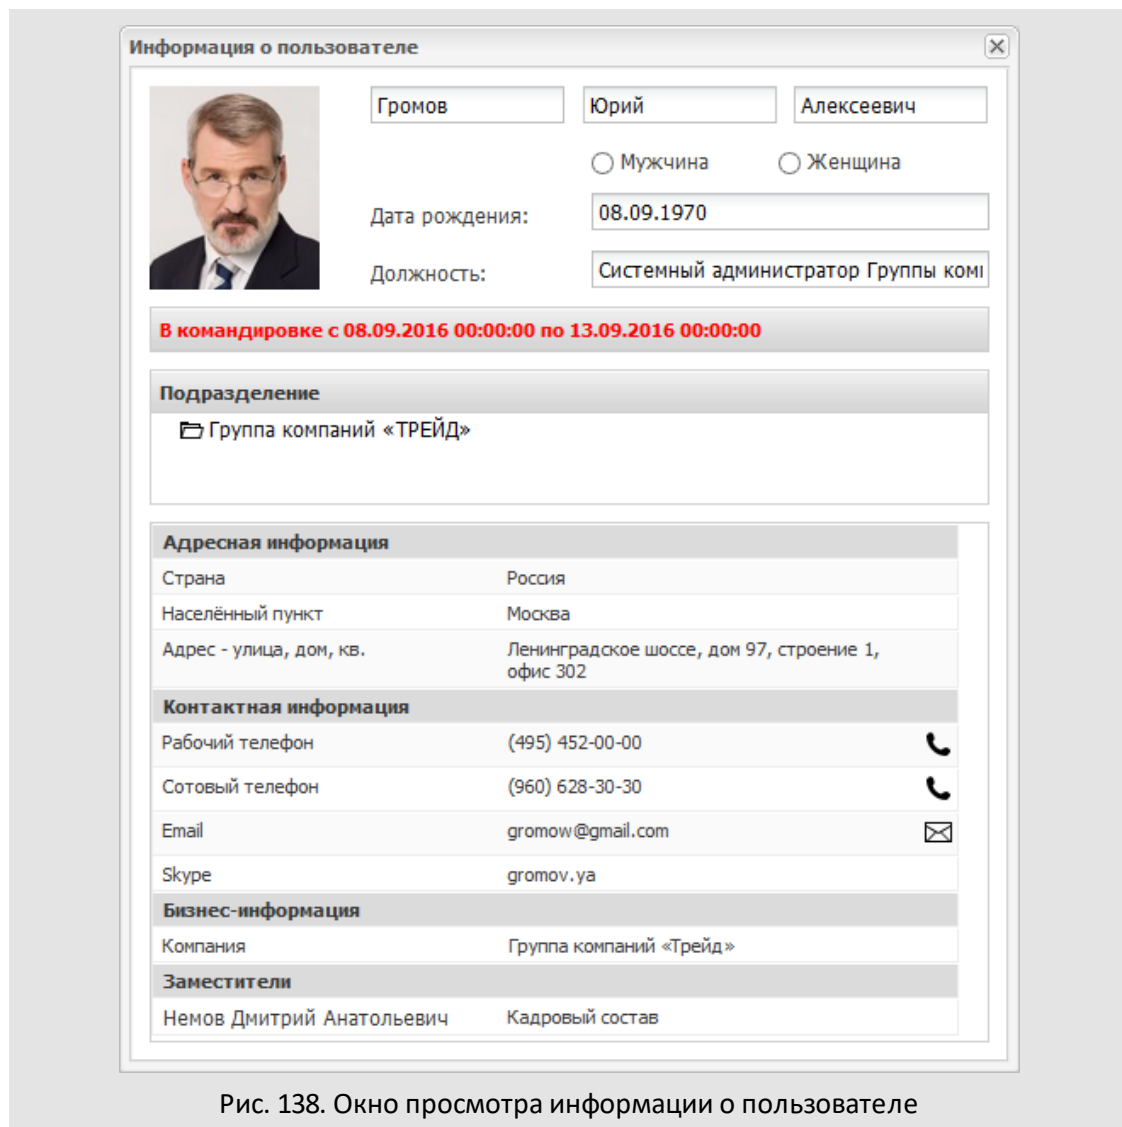 Информация о пользователе
Громов Юрий Алексеевич
Мужчина Женщина
Дата рождения: 08.09.1970
Должность: Системный администратор Группы
В командировке с 08.09.2016 00:00:00 по 13.09.2016 00:00:00
Подразделение
Группа компаний «ТРЕЙД»
Адресная информация
Страна Россия
Населённый пункт Москва
Адрес - улица, дом, кв. Ленинградское шоссе, дом 97, строение 1,
офис 302
Контактная информация
Рабочий телефон (495) 452-00-00
Сотовый телефон (960) 628-30-30
Email gromow@gmail.com
Skype gromov.ya
Бизнес-информация
Компания Группа компаний «Трейд»
Заместители
Немов Дмитрий Анатольевич Кадровый состав
Рис. 138. Окно просмотра информации о пользователе